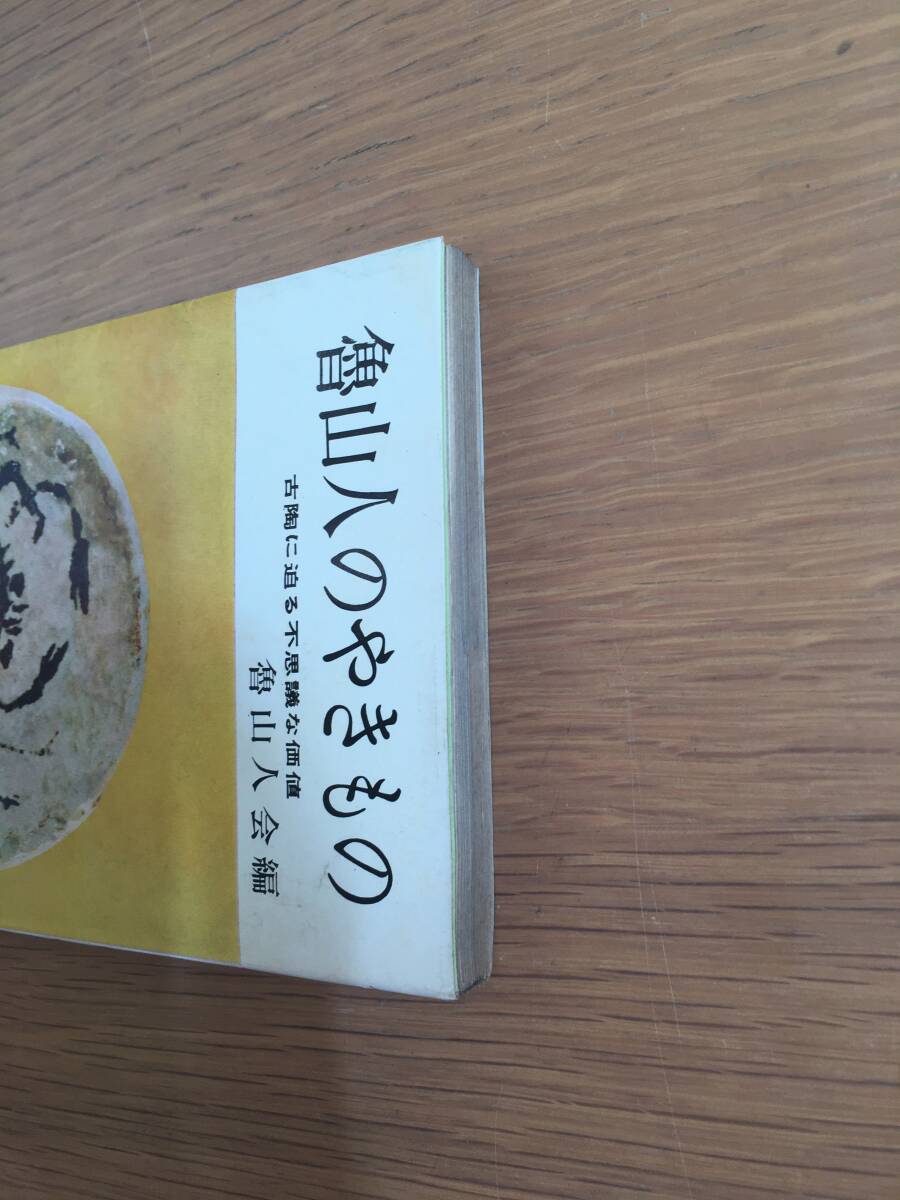 魯山人のやきもの
古陶に迫る不思議な価値
魯山人会編